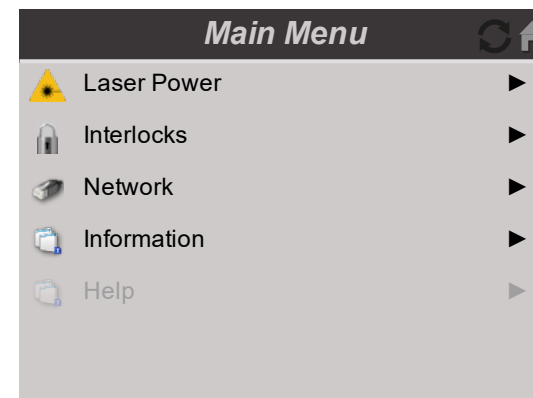 Main Menu
Laser Power
Interlocks
Network
Information
Help